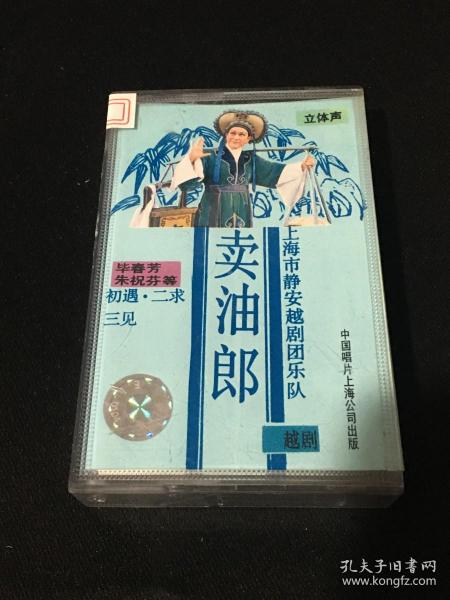 立体声
卖油郎
上海市静安越剧团乐队
毕春芳
朱祝芬等
初遇·二求
三见
越剧
中国唱片上海公司出版
孔夫子旧书网
www.kongfz.com